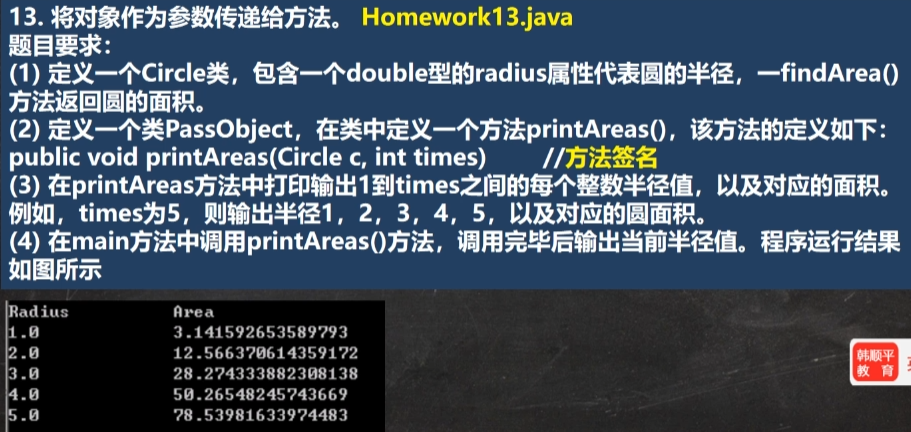 13. 将对象作为参数传递给方法。 Homework13.java
题目要求：
(1) 定义一个Circle类，包含一个double型的radius属性代表圆的半径，一findArea()
方法返回圆的面积。
(2) 定义一个类PassObject，在类中定义一个方法printAreas()，该方法的定义如下：
public void printAreas(Circle c, int times) //方法签名
(3) 在printAreas方法中打印输出1到times之间的每个整数半径值，以及对应的面积。
例如，times为5，则输出半径1，2，3，4，5，以及对应的圆面积。
(4) 在main方法中调用printAreas()方法，调用完毕后输出当前半径值。程序运行结果
如图所示
Radius Area
1.0 3.141592653589793
2.0 12.566370614359172
3.0 28.274333882308138
4.0 50.26548245743669
5.0 78.53981633974483
韩顺平
教 育